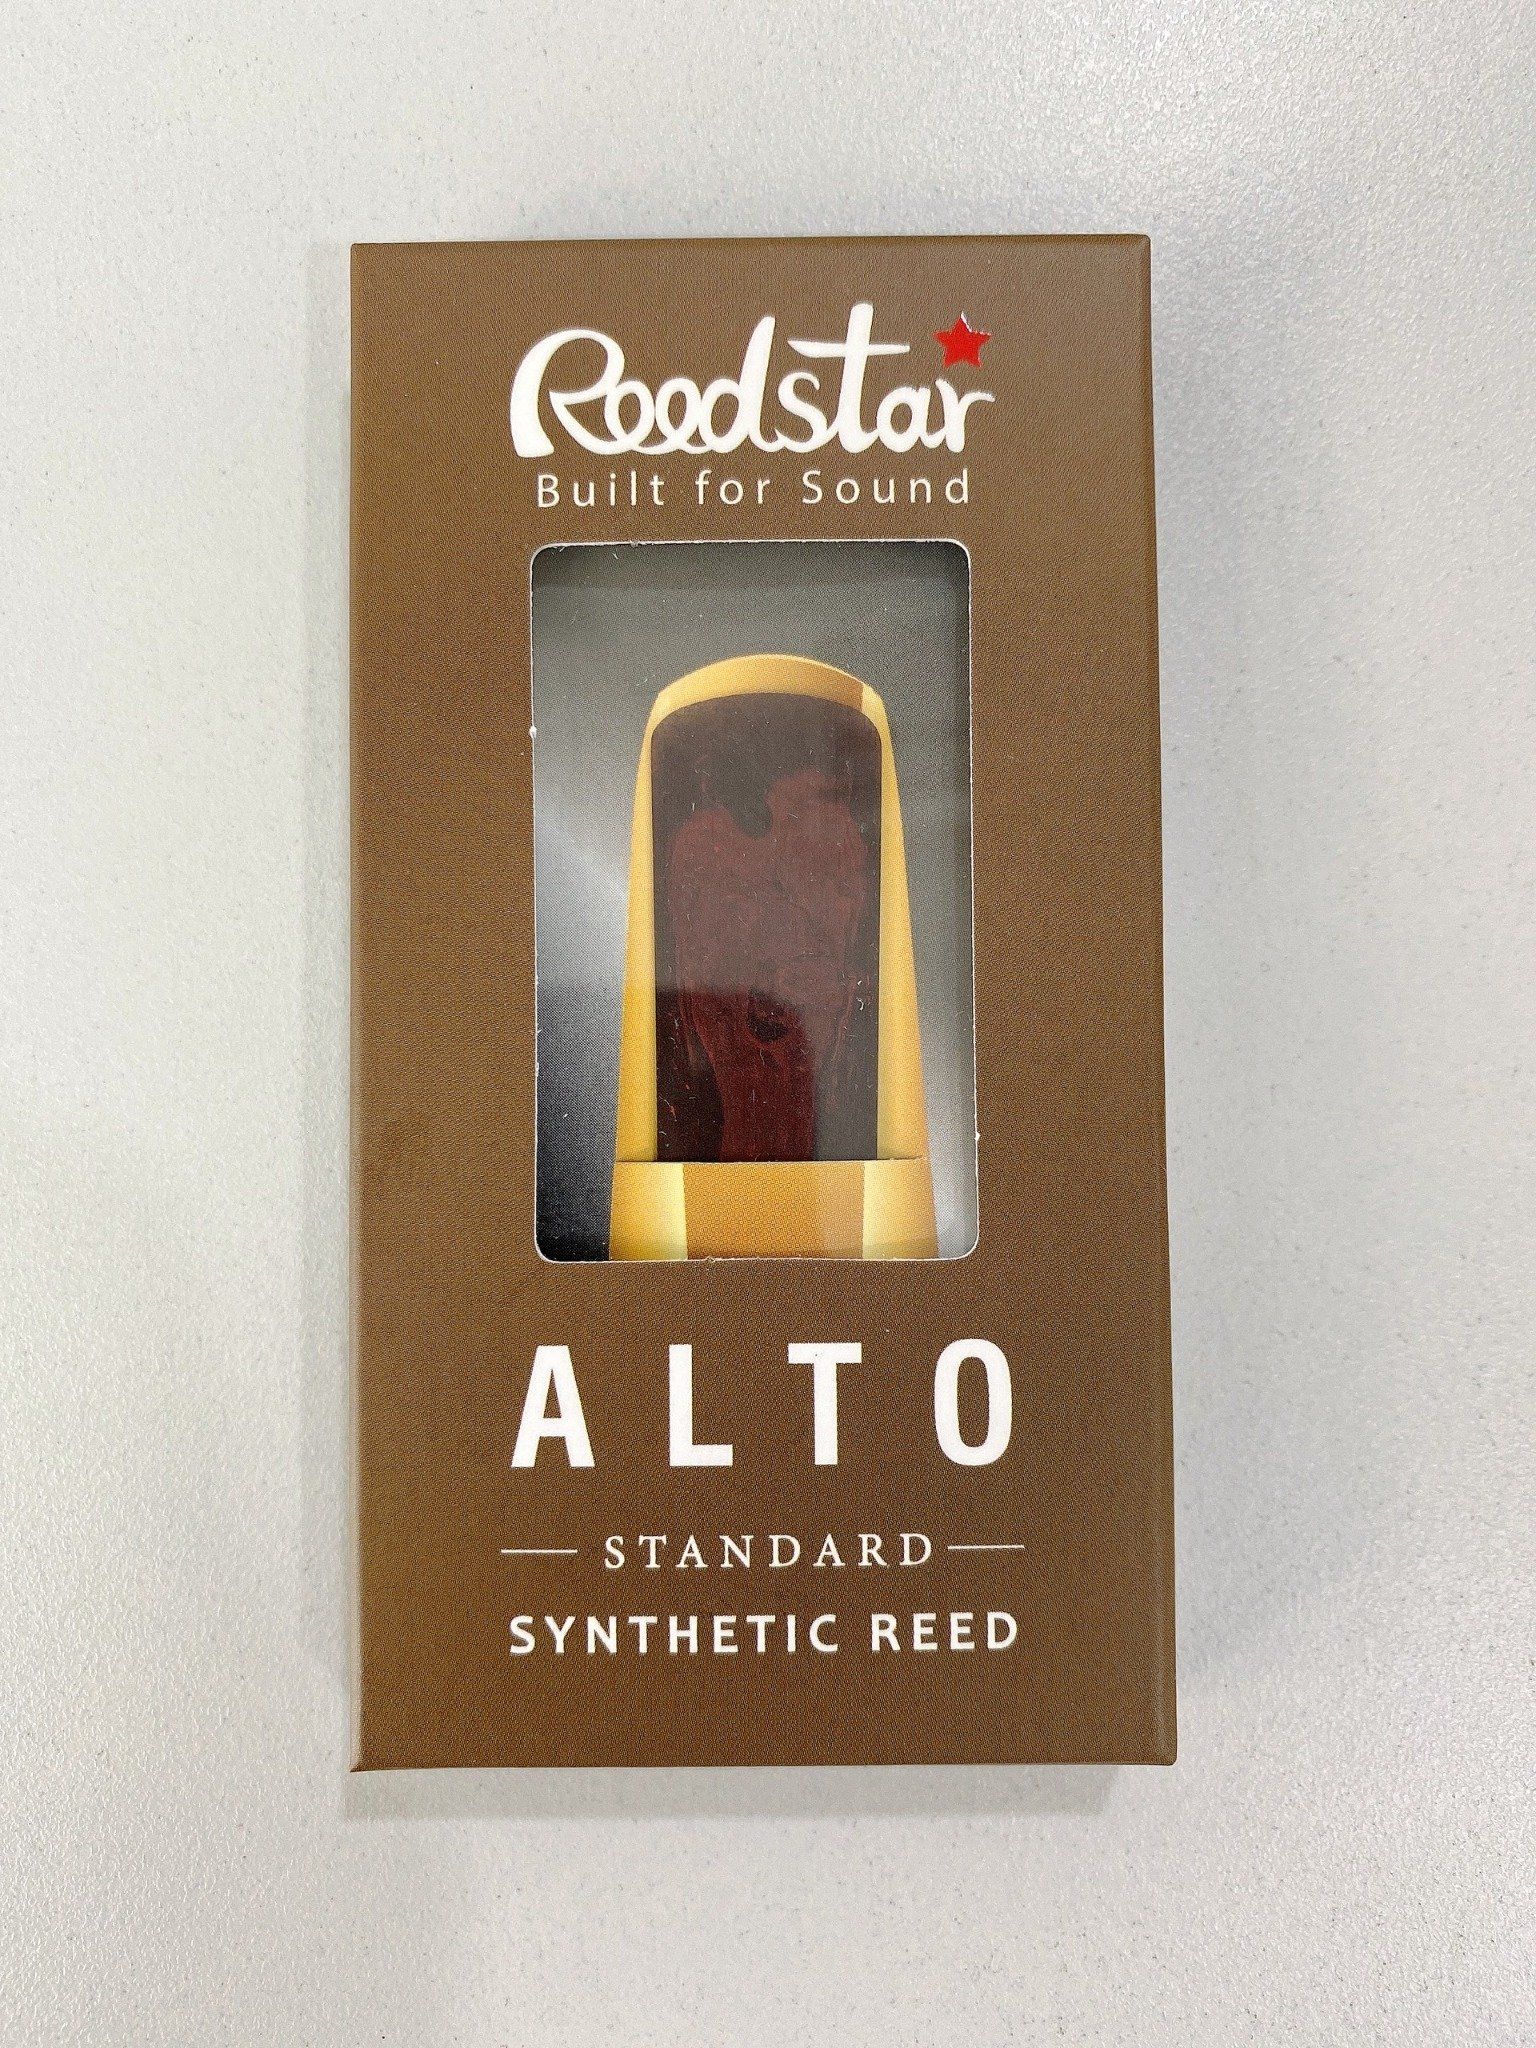 Reedstar
Built for Sound
ALTO
STANDARD
SYNTHETIC REED